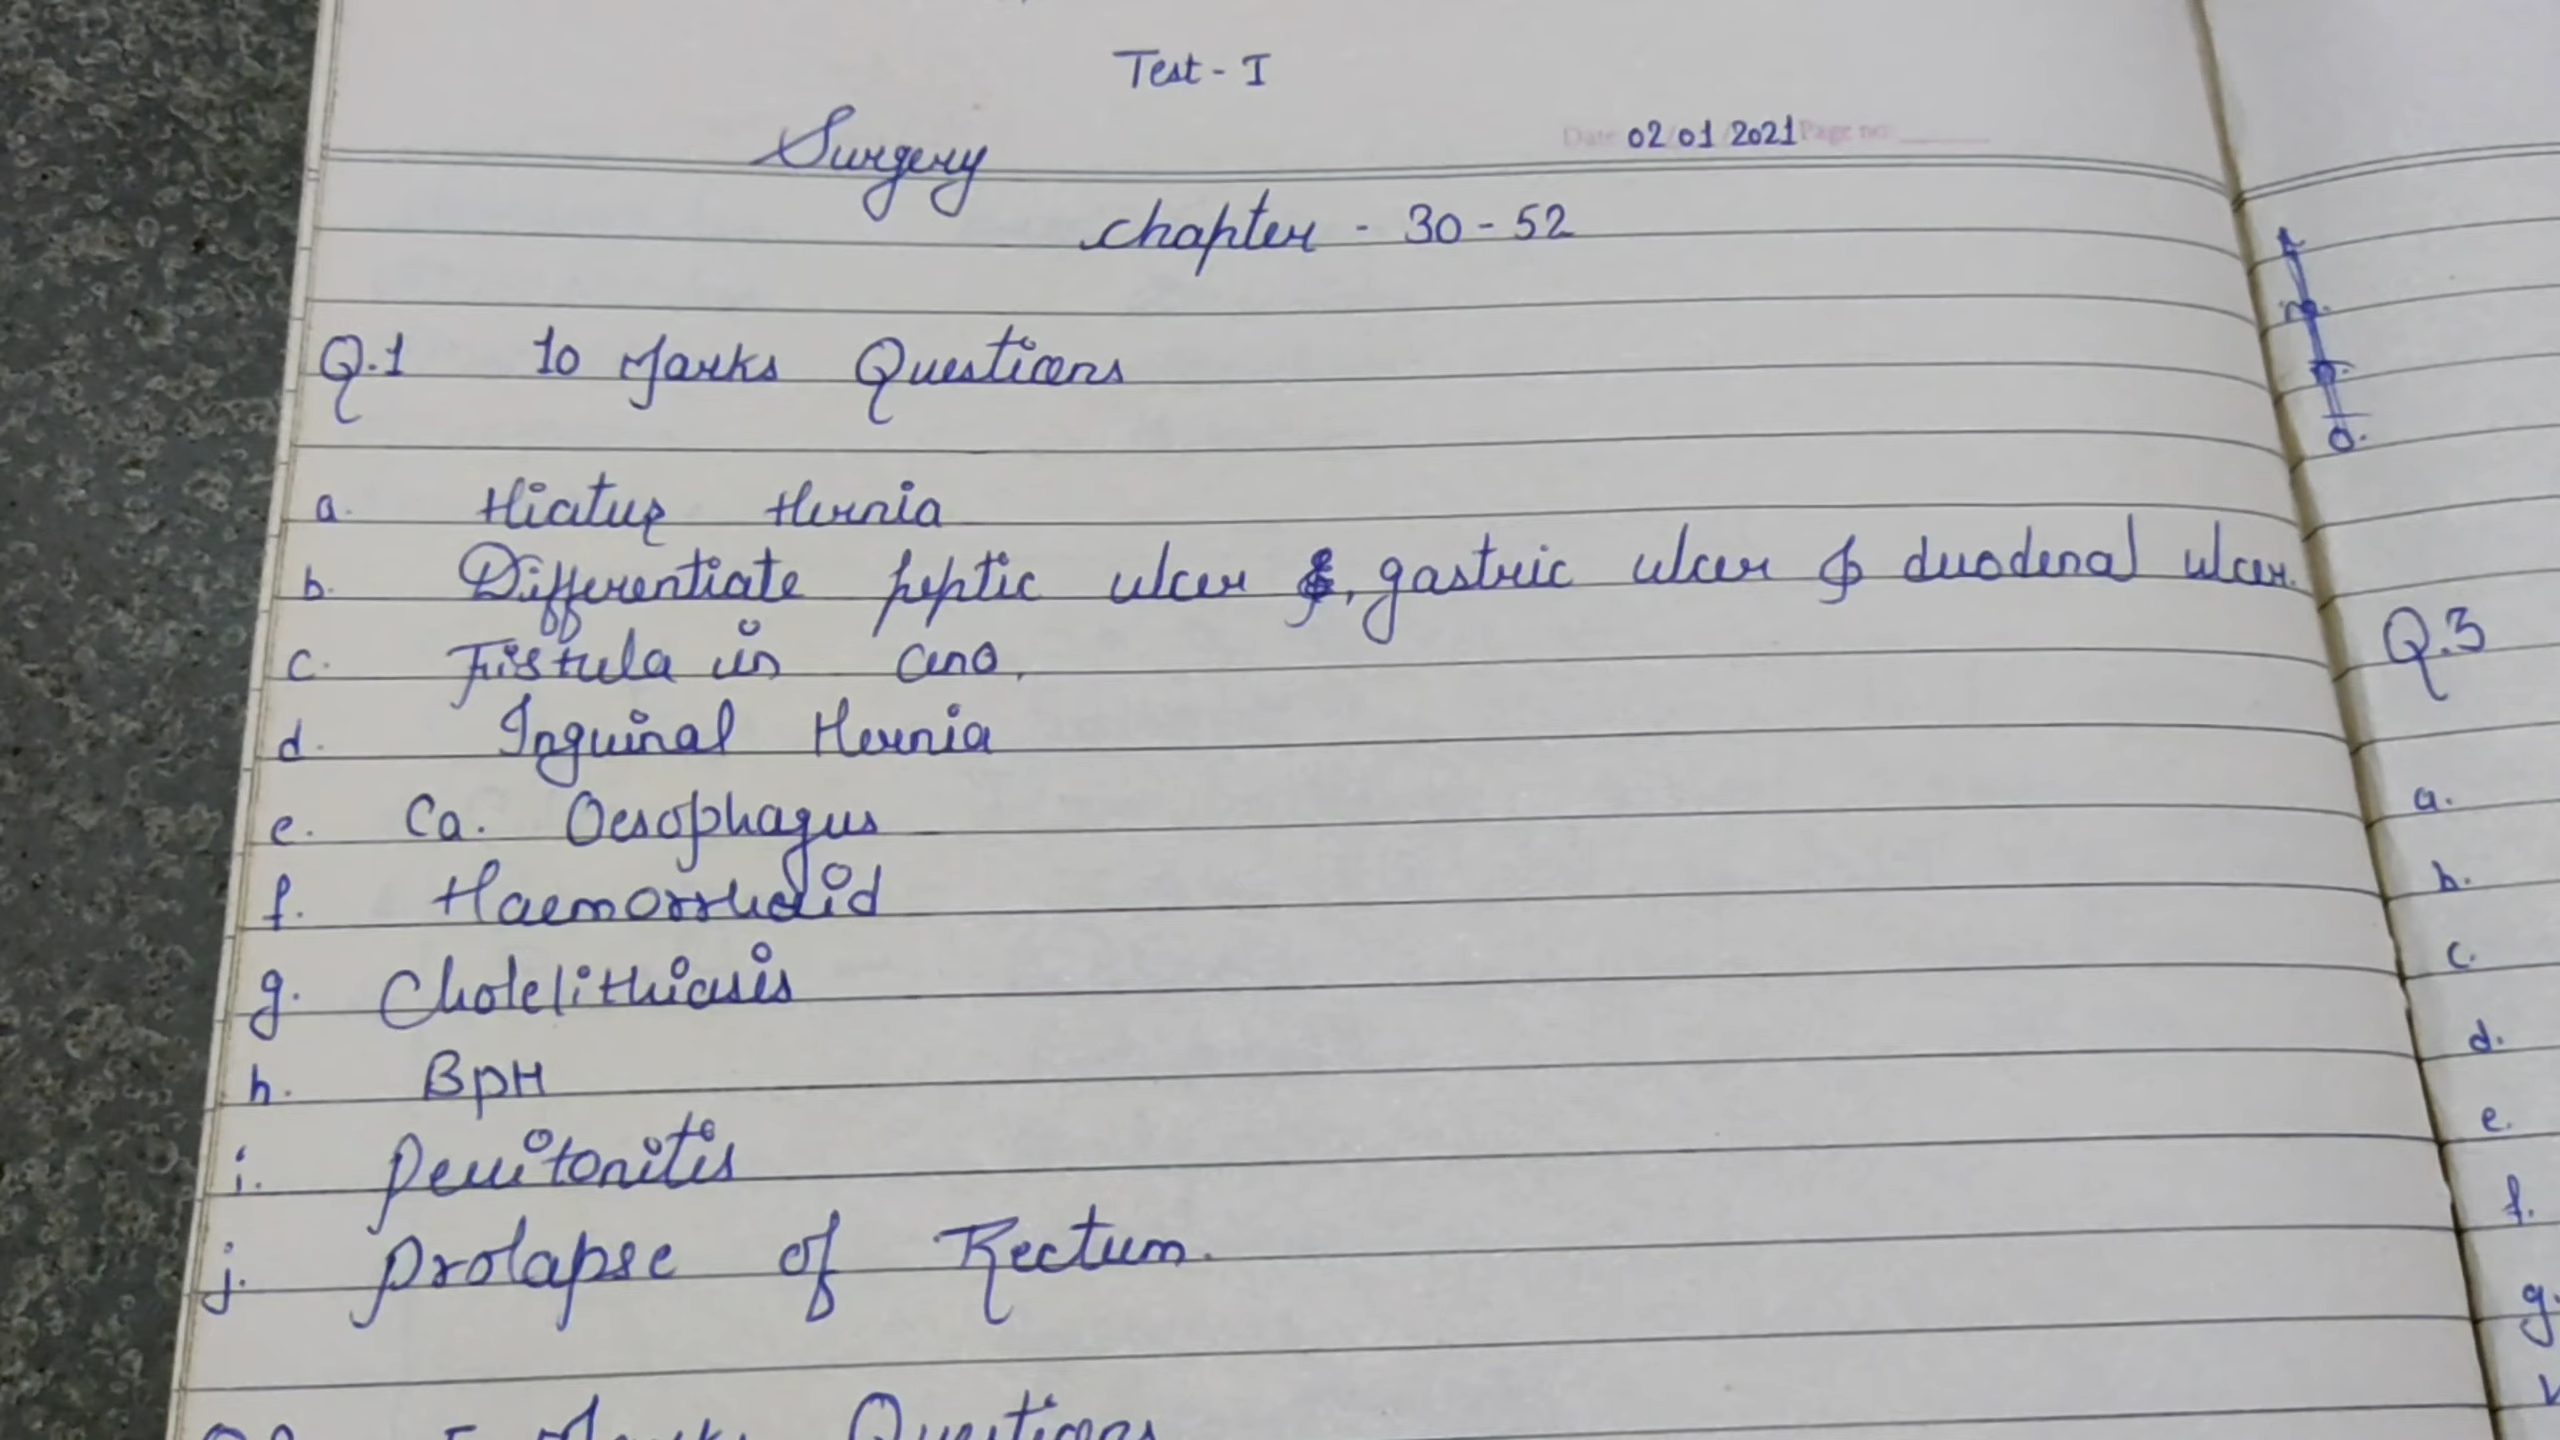 Test - I
Surgery
Date 02/01/2021 Page no:
chapter - 30 - 52
Q.1 10 Marks Questions
a. Hiatus Hernia
b. Differentiate peptic ulcer , gastric ulcer & duodenal ulcer.
c. Fistula in ano.
d. Inguinal Hernia
e. Ca. Oesophagus
f. Haemorrhoid
g. Cholelithiasis
h. BPH
i. Peritonitis
j. Prolapse of Rectum.
Marks Questions
Q.3
a.
b.
c.
d.
e.
f.
g.